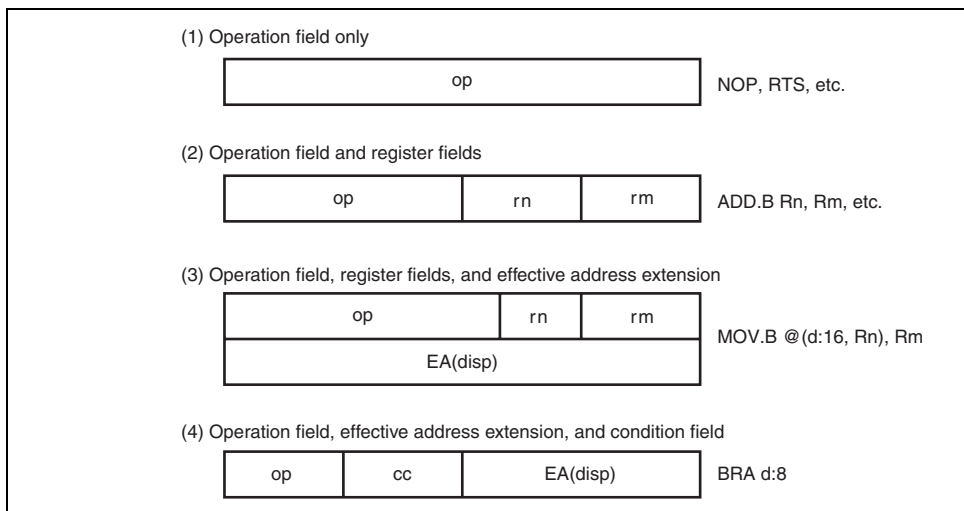 (1) Operation field only
op
NOP, RTS, etc.
(2) Operation field and register fields
op rn rm
ADD.B Rn, Rm, etc.
(3) Operation field, register fields, and effective address extension
op rn rm
MOV.B @(d:16, Rn), Rm
EA(disp)
(4) Operation field, effective address extension, and condition field
op cc EA(disp)
BRA d:8